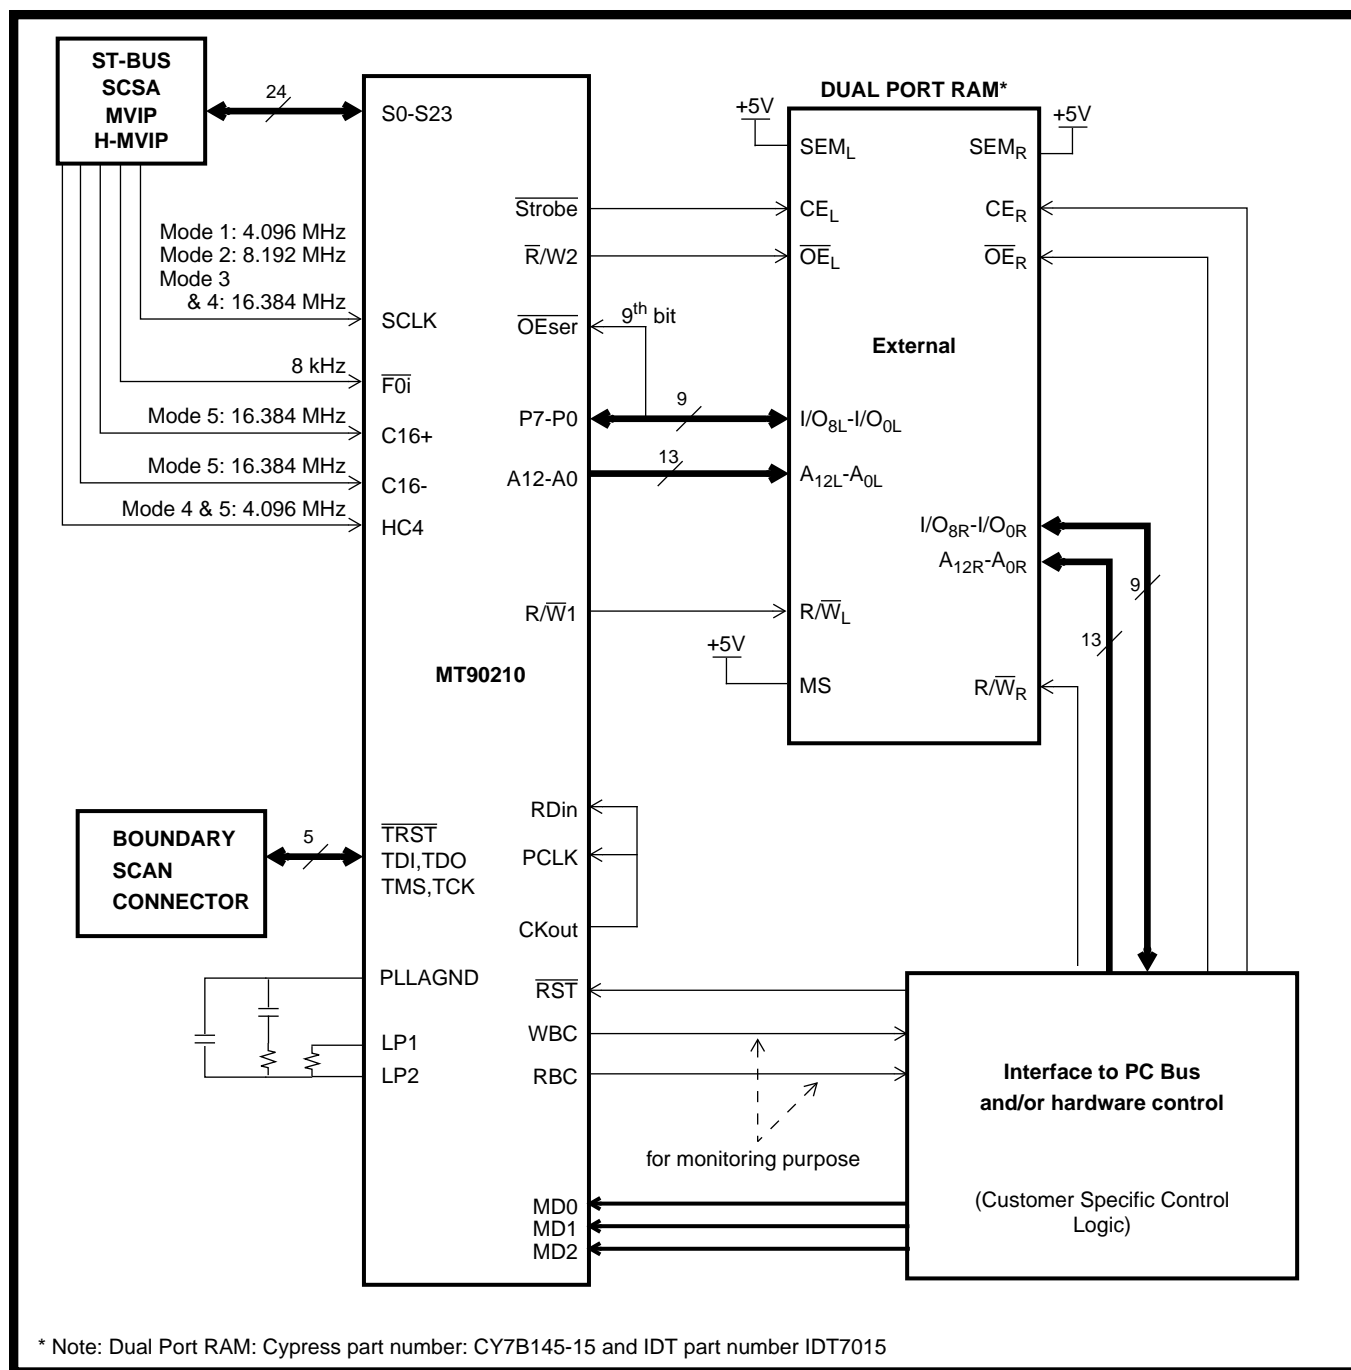 ST-BUS
SCSA
MVIP
H-MVIP
24
S0-S23
Mode 1: 4.096 MHz
Mode 2: 8.192 MHz
Mode 3
& 4: 16.384 MHz
SCLK
8 kHz
F0i
Mode 5: 16.384 MHz
C16+
Mode 5: 16.384 MHz
C16-
Mode 4 & 5: 4.096 MHz
HC4
Strobe
R/W2
OEser
9th bit
P7-P0
9
A12-A0
13
R/W1
MT90210
DUAL PORT RAM*
+5V
+5V
SEML
SEMR
CEL
CER
OEL
OER
External
I/O8L-I/O0L
A12L-A0L
I/O8R-I/O0R
A12R-A0R
9
13
R/WL
+5V
MS
R/WR
BOUNDARY
SCAN
CONNECTOR
5
TRST
TDI,TDO
TMS,TCK
RDin
PCLK
CKout
PLLAGND
LP1
LP2
RST
WBC
RBC
for monitoring purpose
MD0
MD1
MD2
Interface to PC Bus
and/or hardware control
(Customer Specific Control
Logic)
* Note: Dual Port RAM: Cypress part number: CY7B145-15 and IDT part number IDT7015